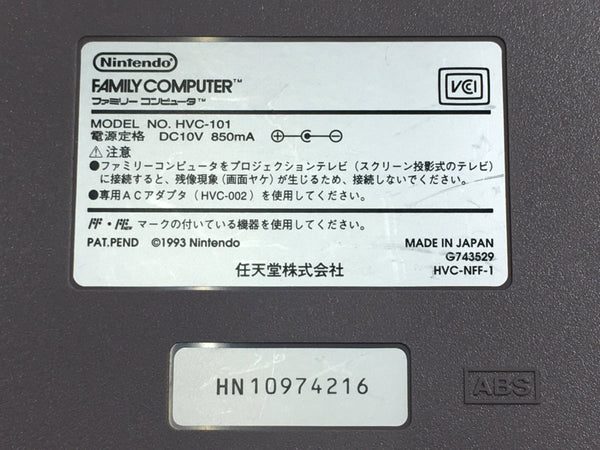 Nintendo®
FAMILY COMPUTER™
ファミリー コンピュータ™
VCI
MODEL NO. HVC-101
電源定格 DC10V 850mA ⊕-C-⊖
⚠注意
●ファミリーコンピュータをプロジェクションテレビ(スクリーン投影式のテレビ)
に接続すると、残像現象(画面ヤケ)が生じるため、接続しないでください。
●専用ACアダプタ(HVC-002)を使用してください。
FF・FF マークの付いている機器を使用してください。
PAT.PEND ©1993 Nintendo
MADE IN JAPAN
G743529
任天堂株式会社
HVC-NFF-1
HN10974216
ABS